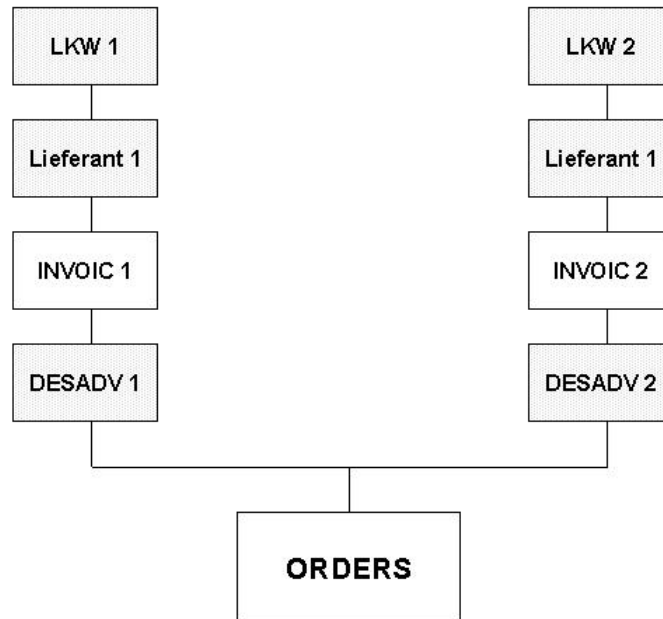 LKW 1
LKW 2
Lieferant 1
Lieferant 1
INVOIC 1
INVOIC 2
DESADV 1
DESADV 2
ORDERS